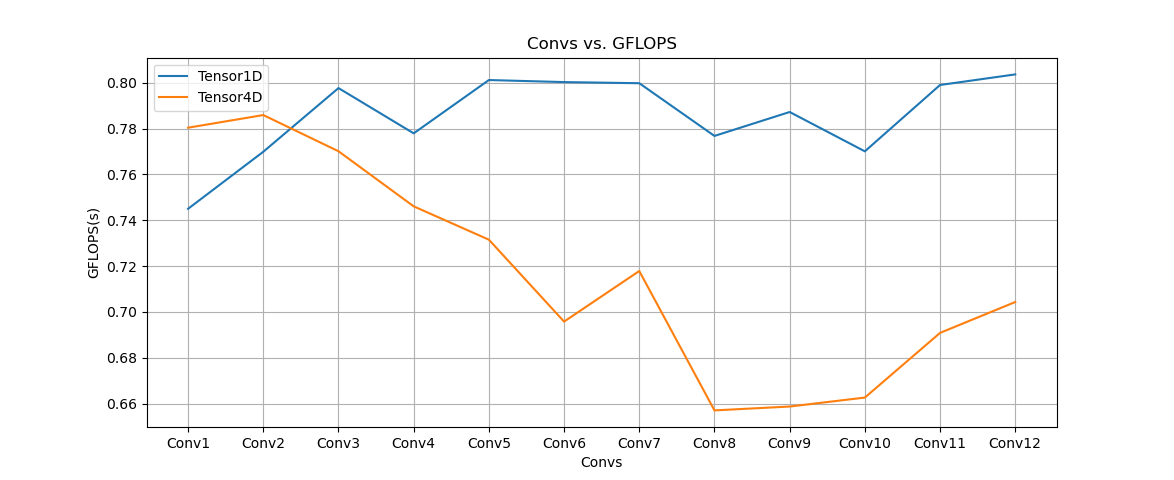 Convs vs. GFLOPS
Tensor1D
Tensor4D
GFLOPS(s)
0.80
0.78
0.76
0.74
0.72
0.70
0.68
0.66
Conv1 Conv2 Conv3 Conv4 Conv5 Conv6 Conv7 Conv8 Conv9 Conv10 Conv11 Conv12
Convs